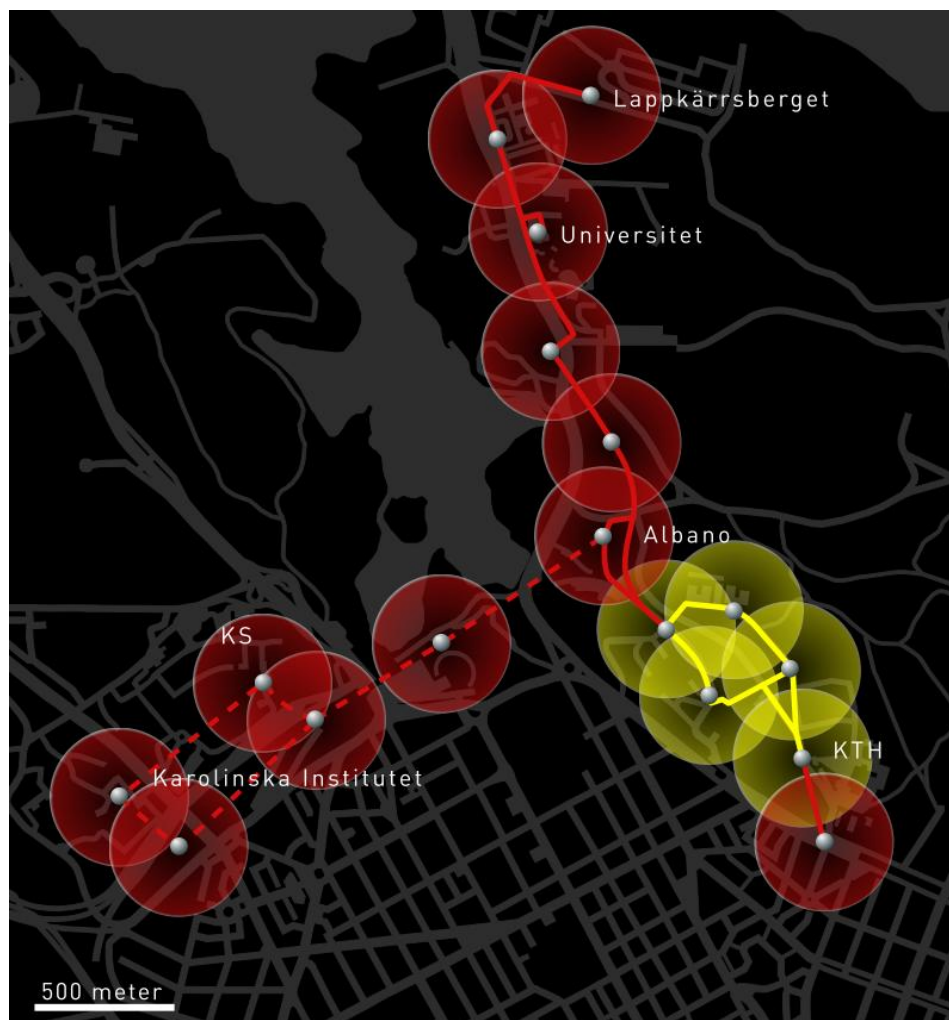 Lappkärrsberget
Universitet
Albano
KS
KTH
Karolinska Institutet
500 meter